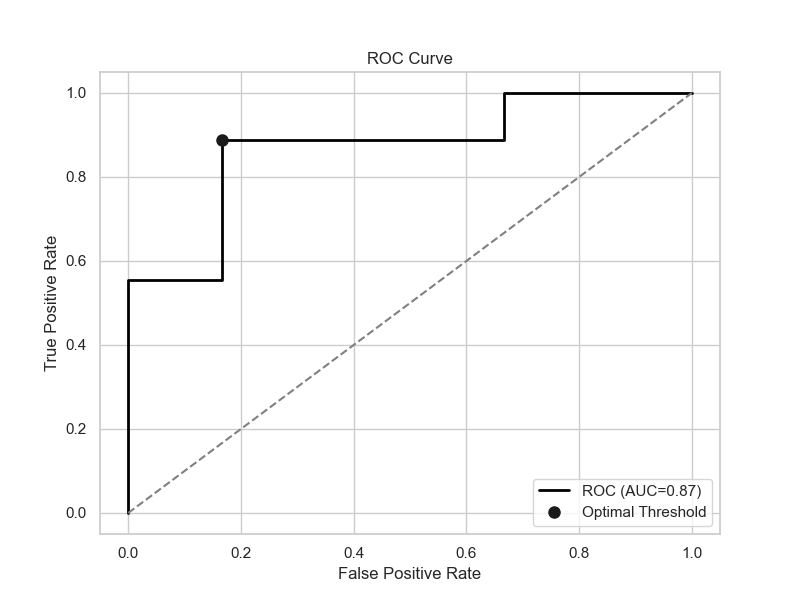 ROC Curve
True Positive Rate
1.0
0.8
0.6
0.4
0.2
0.0
0.0 0.2 0.4 0.6 0.8 1.0
False Positive Rate
ROC (AUC=0.87)
Optimal Threshold